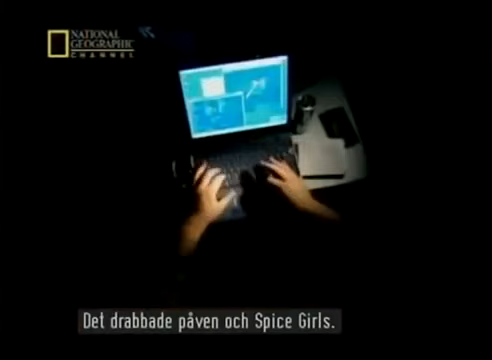 NATIONAL
GEOGRAPHIC
CHANNEL
Det drabbade påven och Spice Girls.